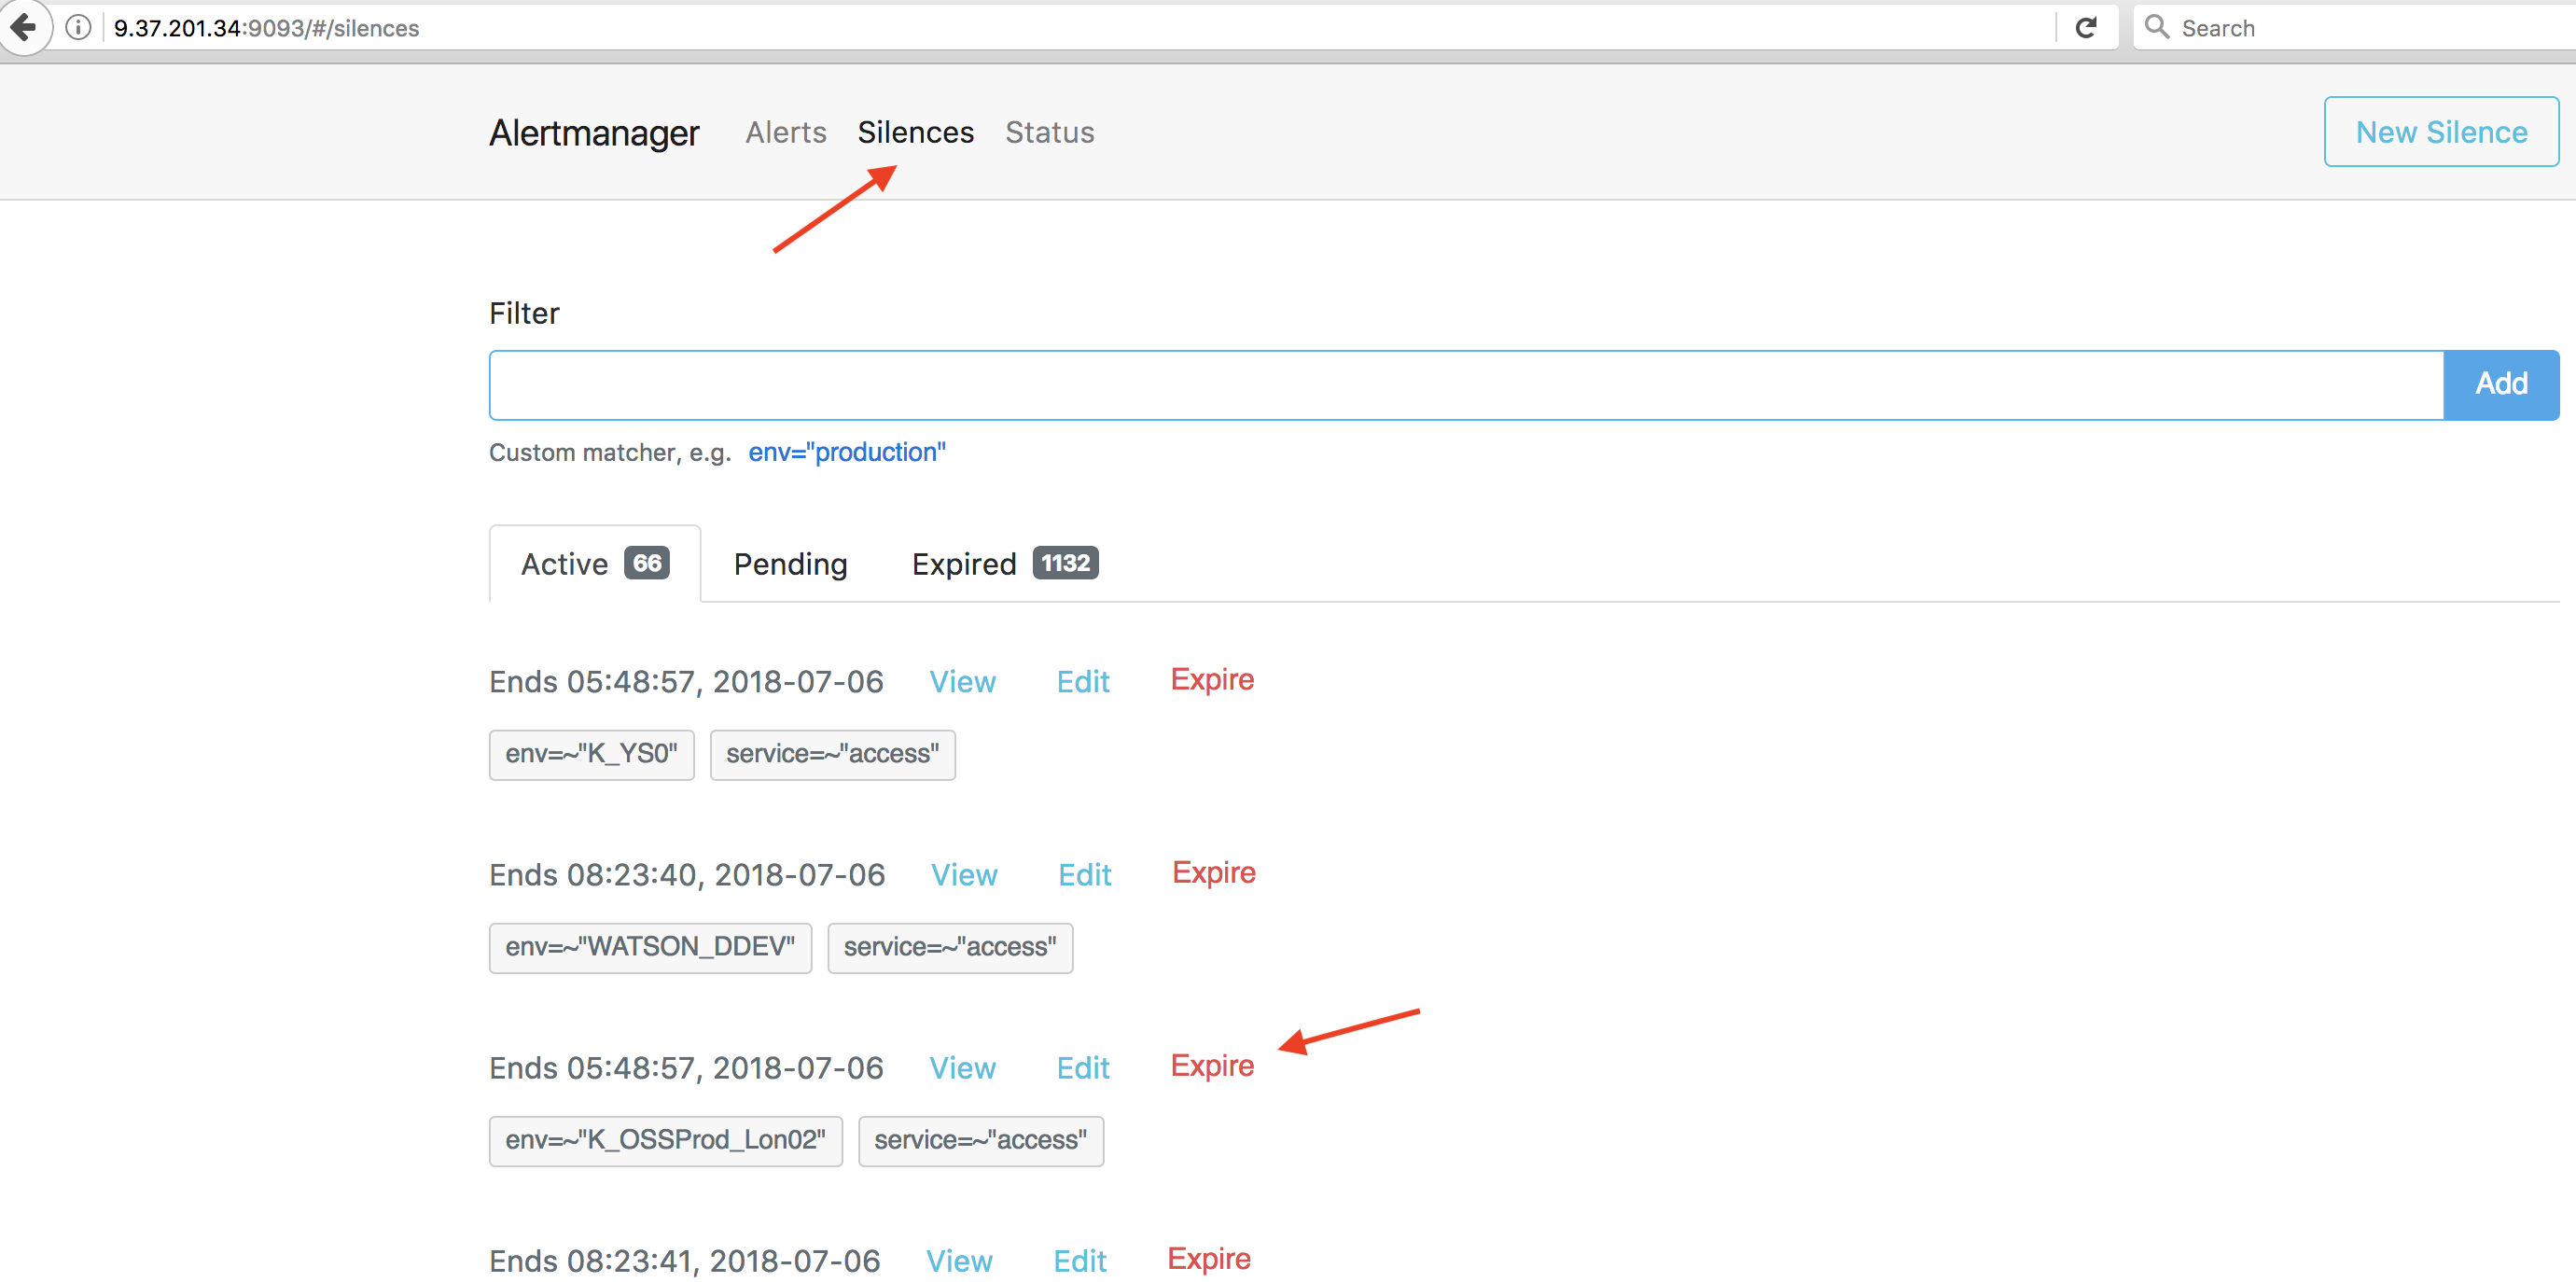 9.37.201.34:9093/#/silences
Search
Alertmanager Alerts Silences Status New Silence
Filter
Add
Custom matcher, e.g. env="production"
Active 66 Pending Expired 1132
Ends 05:48:57, 2018-07-06 View Edit Expire
env=~"K_YS0" service=~"access"
Ends 08:23:40, 2018-07-06 View Edit Expire
env=~"WATSON_DDEV" service=~"access"
Ends 05:48:57, 2018-07-06 View Edit Expire
env=~"K_OSSProd_Lon02" service=~"access"
Ends 08:23:41, 2018-07-06 View Edit Expire